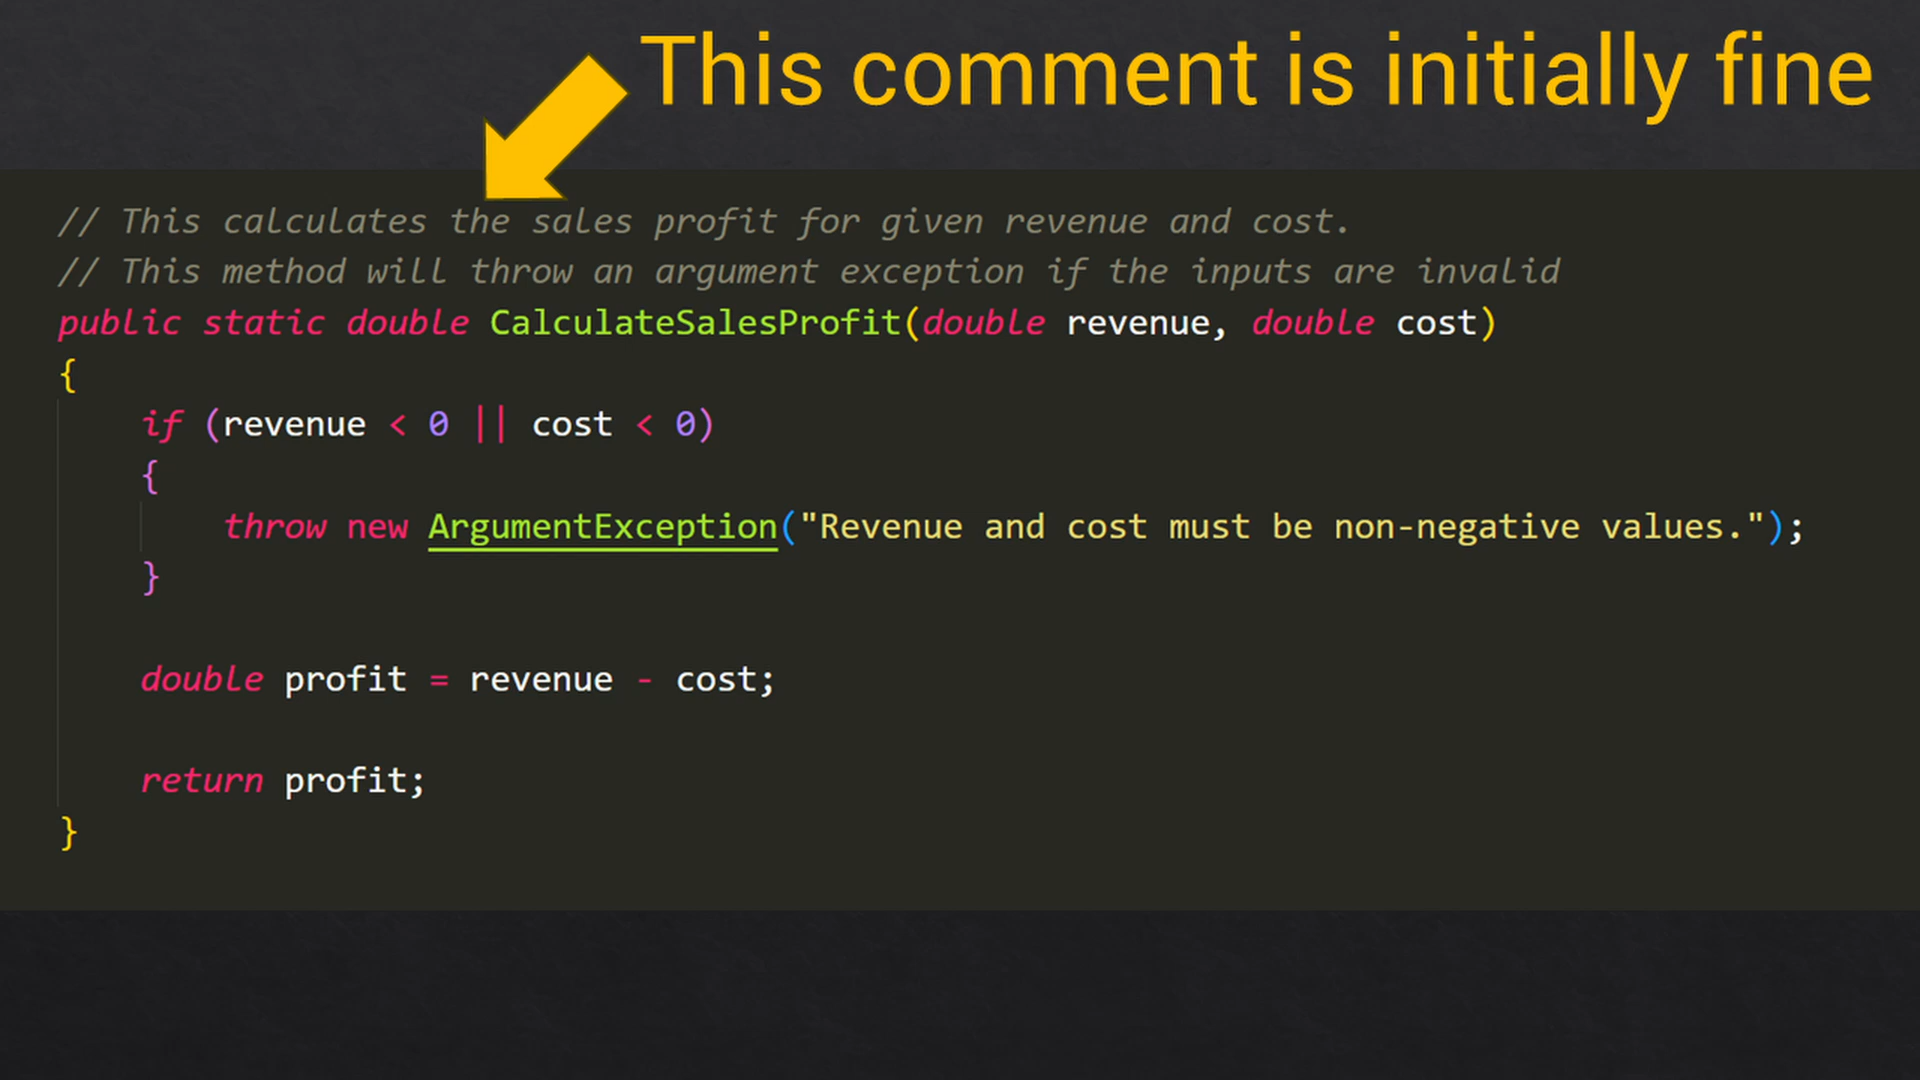 This comment is initially fine
// This calculates the sales profit for given revenue and cost.
// This method will throw an argument exception if the inputs are invalid
public static double CalculateSalesProfit(double revenue, double cost)
{
    if (revenue < 0 || cost < 0)
    {
        throw new ArgumentException("Revenue and cost must be non-negative values.");
    }
    double profit = revenue - cost;
    return profit;
}